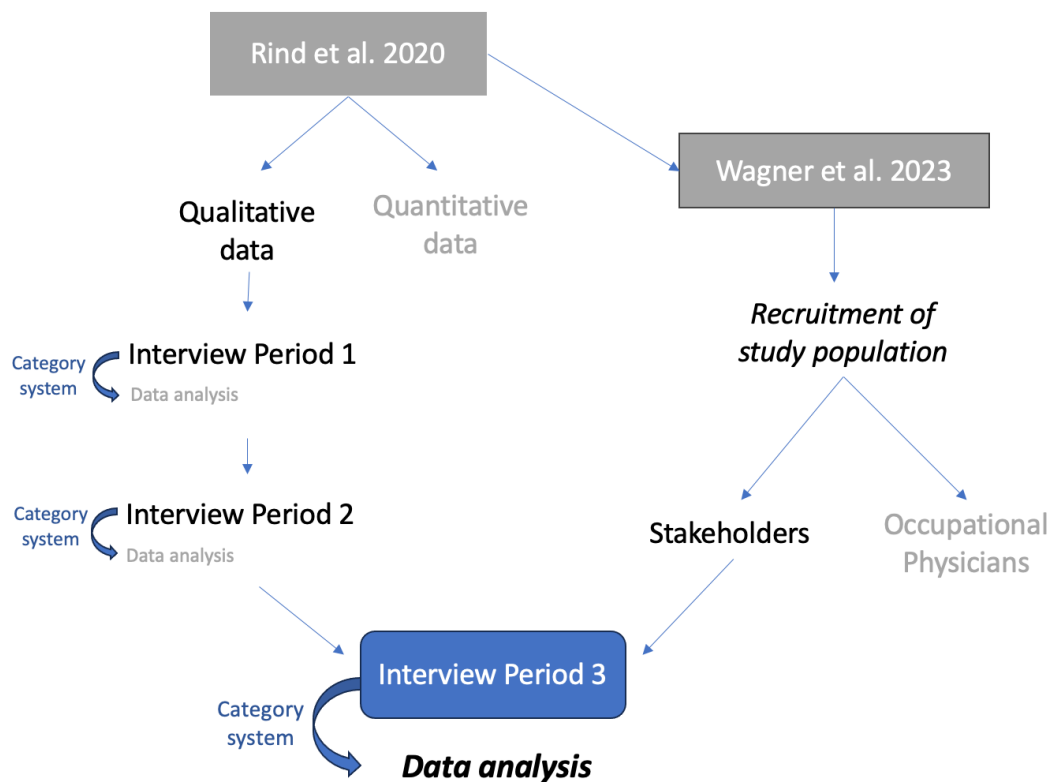 Rind et al. 2020
Wagner et al. 2023
Qualitative
data
Quantitative
data
Recruitment of
study population
Category
system
Interview Period 1
Data analysis
Category
system
Interview Period 2
Data analysis
Stakeholders
Occupational
Physicians
Interview Period 3
Category
system
Data analysis